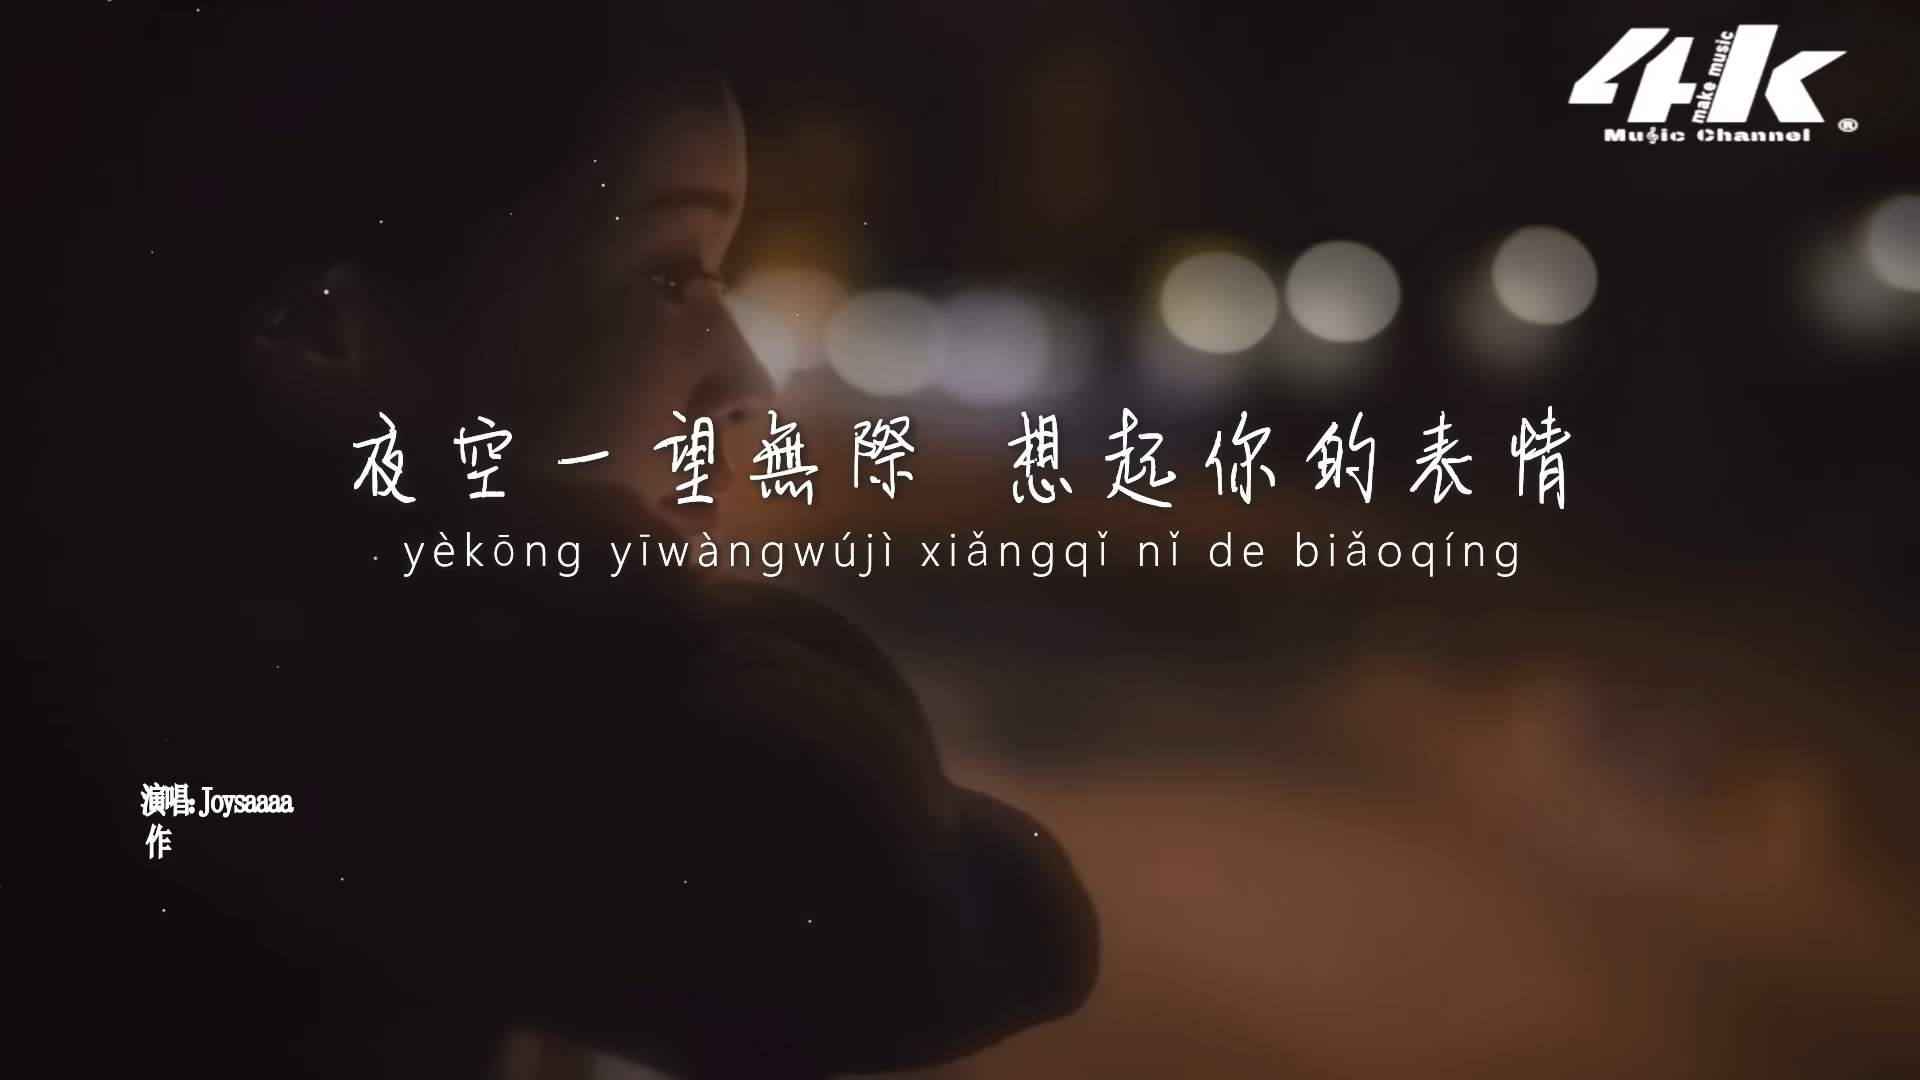 4k
make music
Music Channel
®
夜空一望無際 想起你的表情
yèkōng yīwàngwújì xiǎngqǐ nǐ de biǎoqíng
演唱: Joysaaaa
作